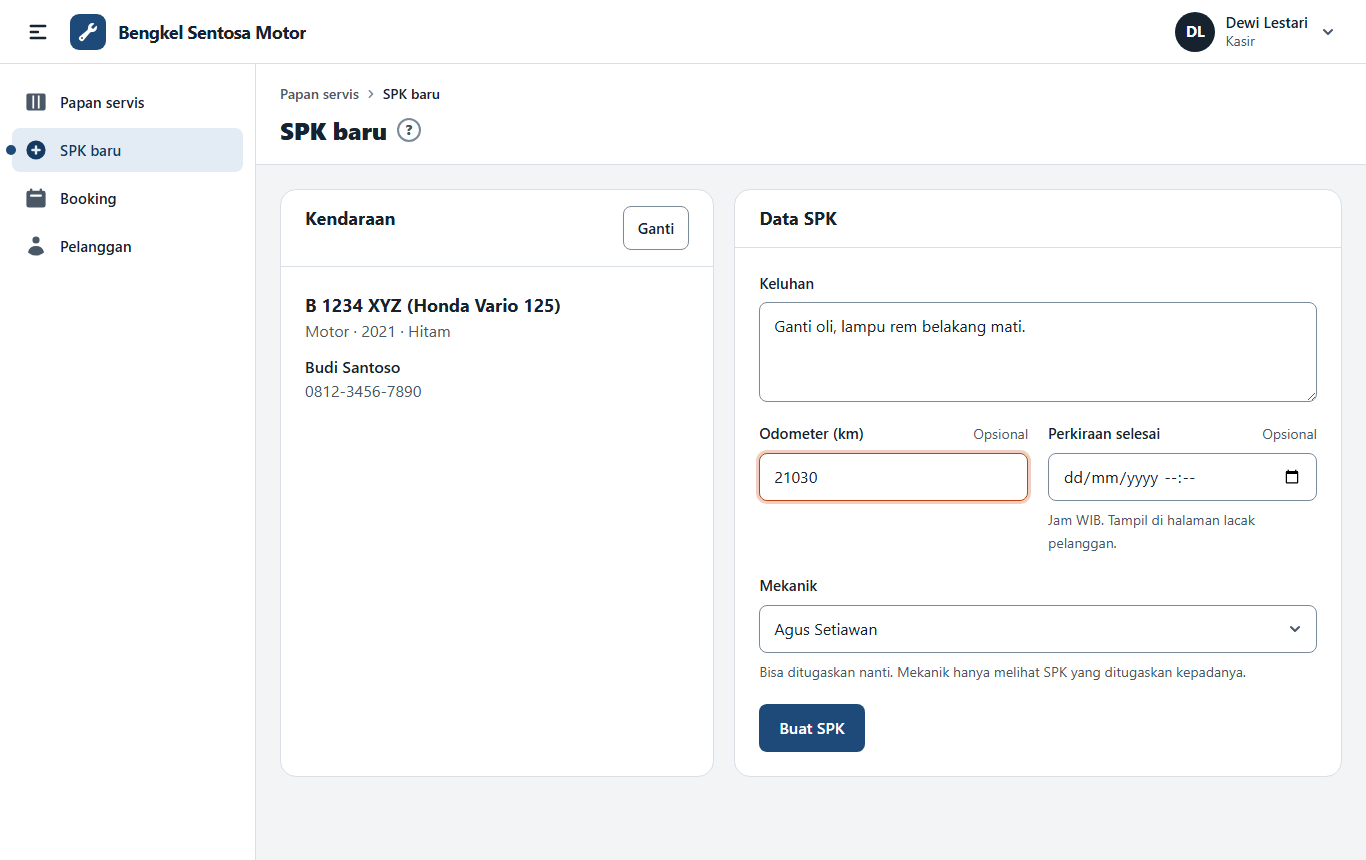 Bengkel Sentosa Motor
DL
Dewi Lestari
Kasir
Papan servis
SPK baru
Booking
Pelanggan
Papan servis > SPK baru
SPK baru ?
Kendaraan
Ganti
B 1234 XYZ (Honda Vario 125)
Motor · 2021 · Hitam
Budi Santoso
0812-3456-7890
Data SPK
Keluhan
Ganti oli, lampu rem belakang mati.
Odometer (km) Opsional
21030
Perkiraan selesai Opsional
dd/mm/yyyy --:--
Jam WIB. Tampil di halaman lacak
pelanggan.
Mekanik
Agus Setiawan
Bisa ditugaskan nanti. Mekanik hanya melihat SPK yang ditugaskan kepadanya.
Buat SPK